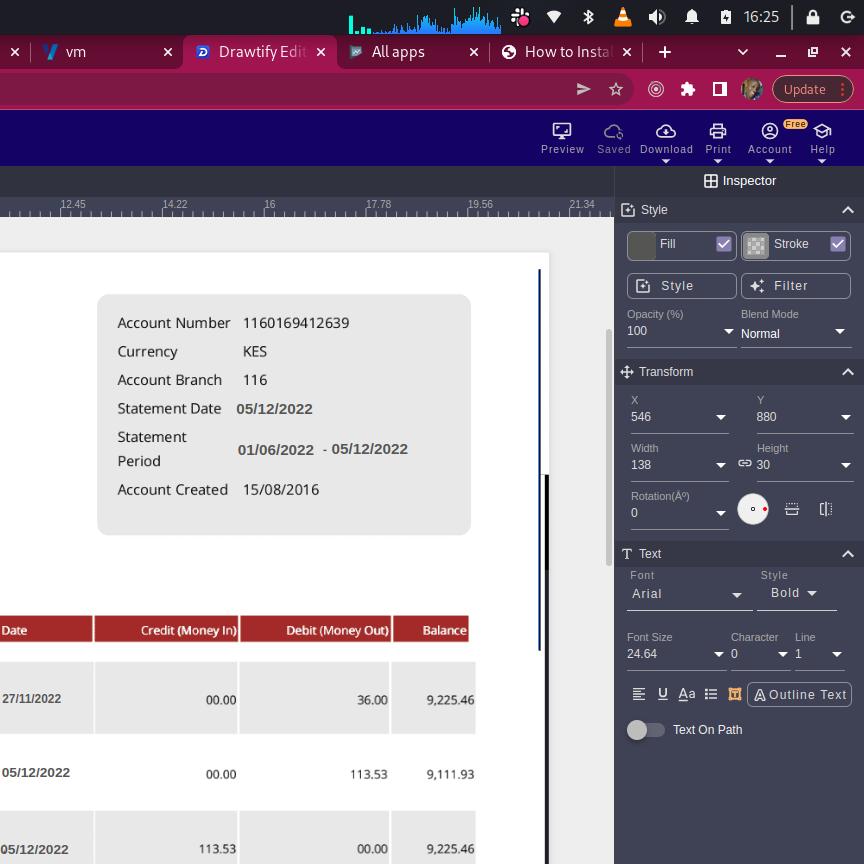 16:25
vm
Drawtify Edit
All apps
How to Instal
Update
Preview
Saved
Download
Print
Account
Free
Help
Inspector
12.45 14.22 16 17.78 19.56 21.34
Style
Fill
Stroke
Style
Filter
Opacity (%)
100
Blend Mode
Normal
Transform
X
546
Y
880
Width
138
Height
30
Rotation(Âº)
0
Text
Font
Arial
Style
Bold
Font Size
24.64
Character
0
Line
1
Aa
Outline Text
Text On Path
Account Number 1160169412639
Currency KES
Account Branch 116
Statement Date 05/12/2022
Statement
Period 01/06/2022 - 05/12/2022
Account Created 15/08/2016
Date Credit (Money In) Debit (Money Out) Balance
27/11/2022 00.00 36.00 9,225.46
05/12/2022 00.00 113.53 9,111.93
05/12/2022 113.53 00.00 9,225.46